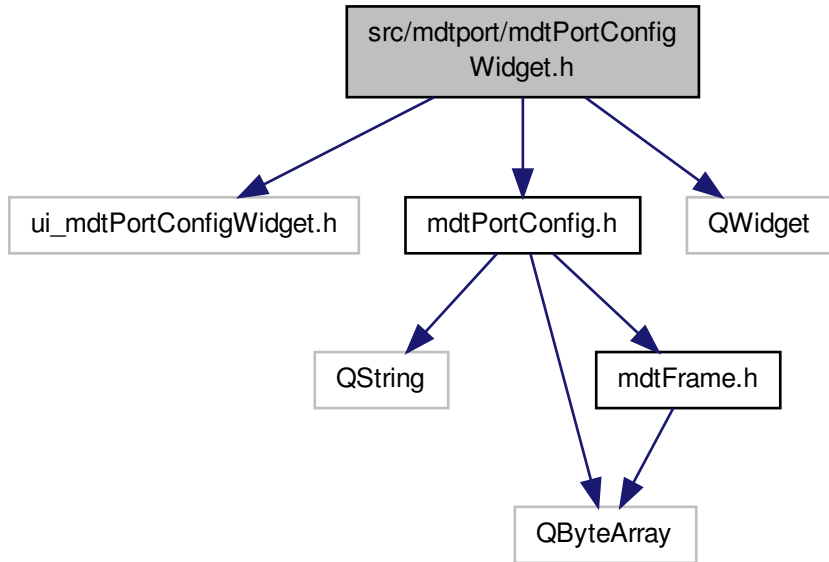 src/mdtport/mdtPortConfig
Widget.h
ui_mdtPortConfigWidget.h
mdtPortConfig.h
QWidget
QString
mdtFrame.h
QByteArray